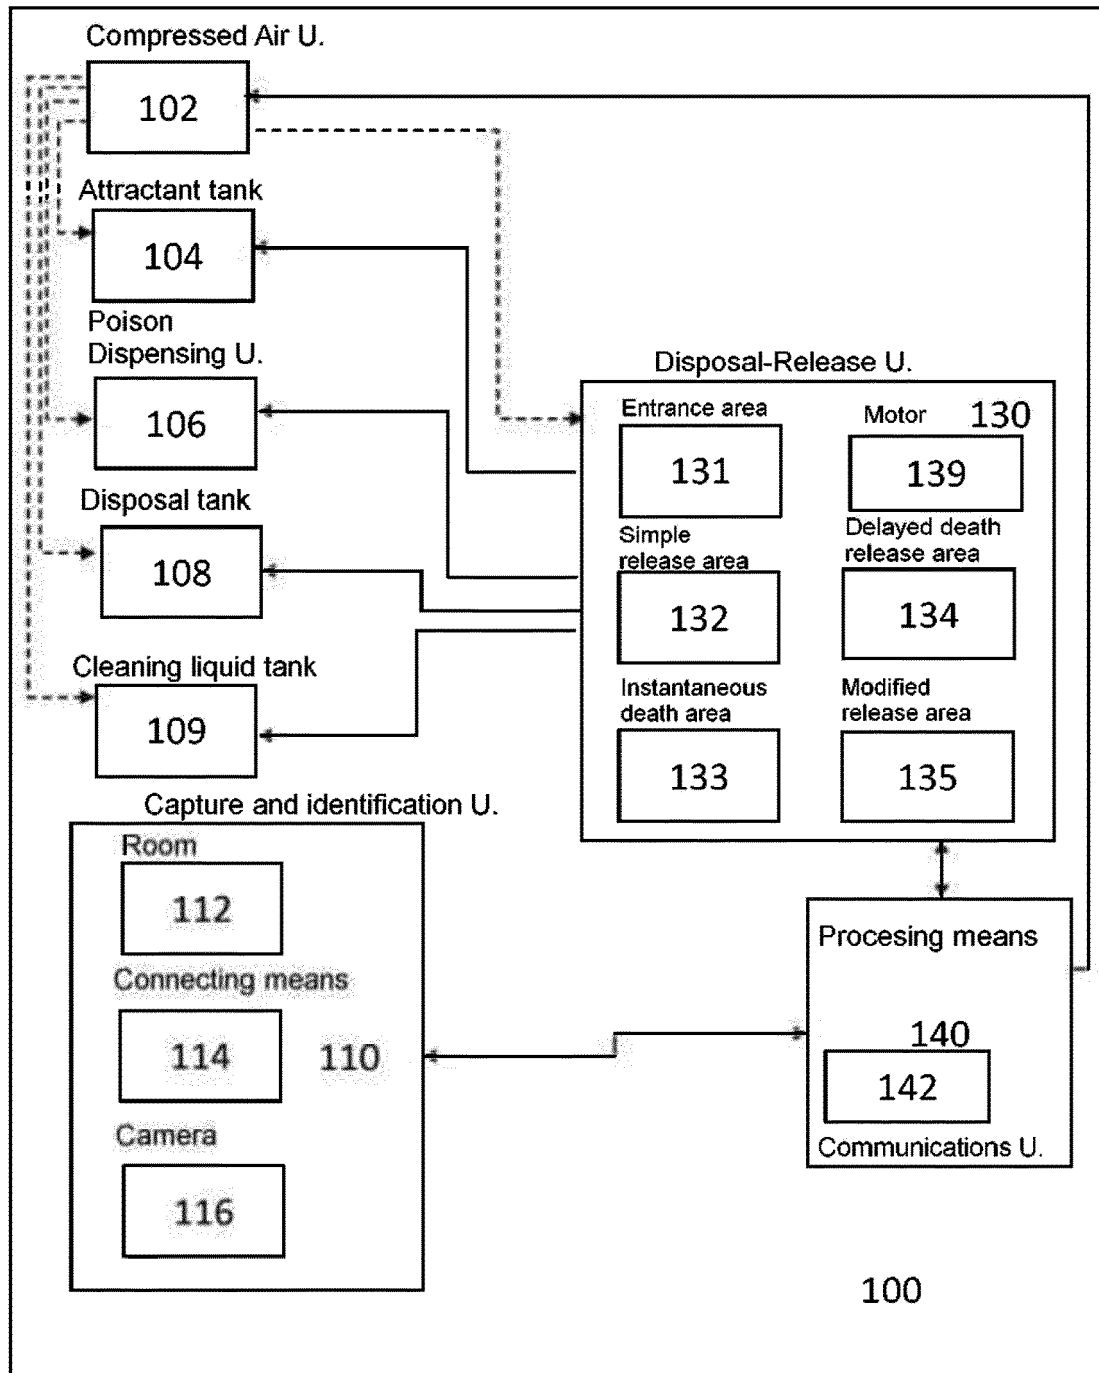 Compressed Air U.
102
Attractant tank
104
Poison
Dispensing U.
106
Disposal tank
108
Cleaning liquid tank
109
Disposal-Release U.
Entrance area
131
Motor
130
139
Simple
release area
132
Delayed death
release area
134
Instantaneous
death area
133
Modified
release area
135
Capture and identification U.
Room
112
Connecting means
114
110
Camera
116
Procesing means
140
142
Communications U.
100